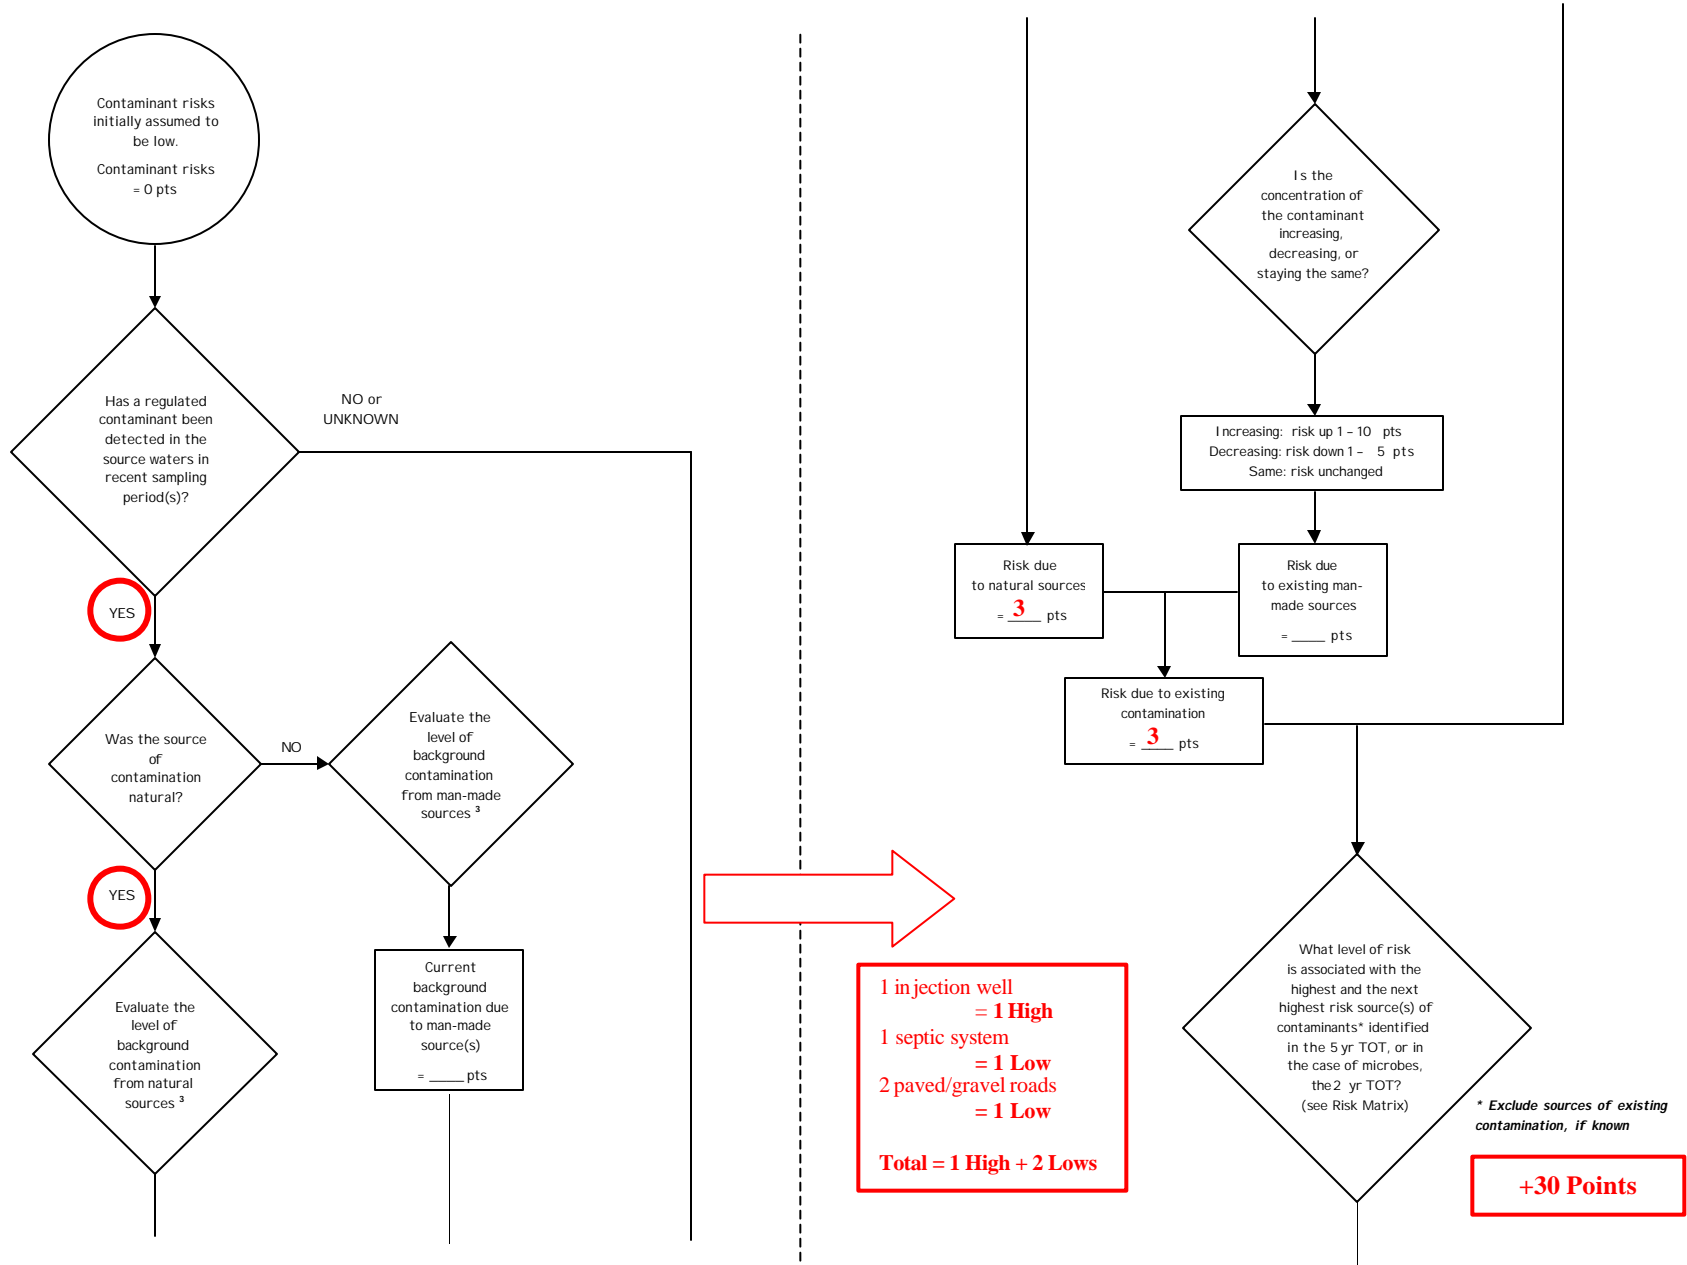 Contaminant risks
initially assumed to
be low.
Contaminant risks
= 0 pts
Has a regulated
contaminant been
detected in the
source waters in
recent sampling
period(s)?
NO or
UNKNOWN
YES
Was the source
of
contamination
natural?
NO
Evaluate the
level of
background
contamination
from man-made
sources 3
YES
Evaluate the
level of
background
contamination
from natural
sources 3
Current
background
contamination due
to man-made
source(s)
= _____ pts
Is the
concentration of
the contaminant
increasing,
decreasing, or
staying the same?
Increasing: risk up 1 – 10 pts
Decreasing: risk down 1 – 5 pts
Same: risk unchanged
Risk due
to natural sources
= 3 pts
Risk due
to existing man-
made sources
= _____ pts
Risk due to existing
contamination
= 3 pts
What level of risk
is associated with the
highest and the next
highest risk source(s) of
contaminants* identified
in the 5 yr TOT, or in
the case of microbes,
the 2 yr TOT?
(see Risk Matrix)
* Exclude sources of existing
contamination, if known
1 injection well
= 1 High
1 septic system
= 1 Low
2 paved/gravel roads
= 1 Low
Total = 1 High + 2 Lows
+30 Points